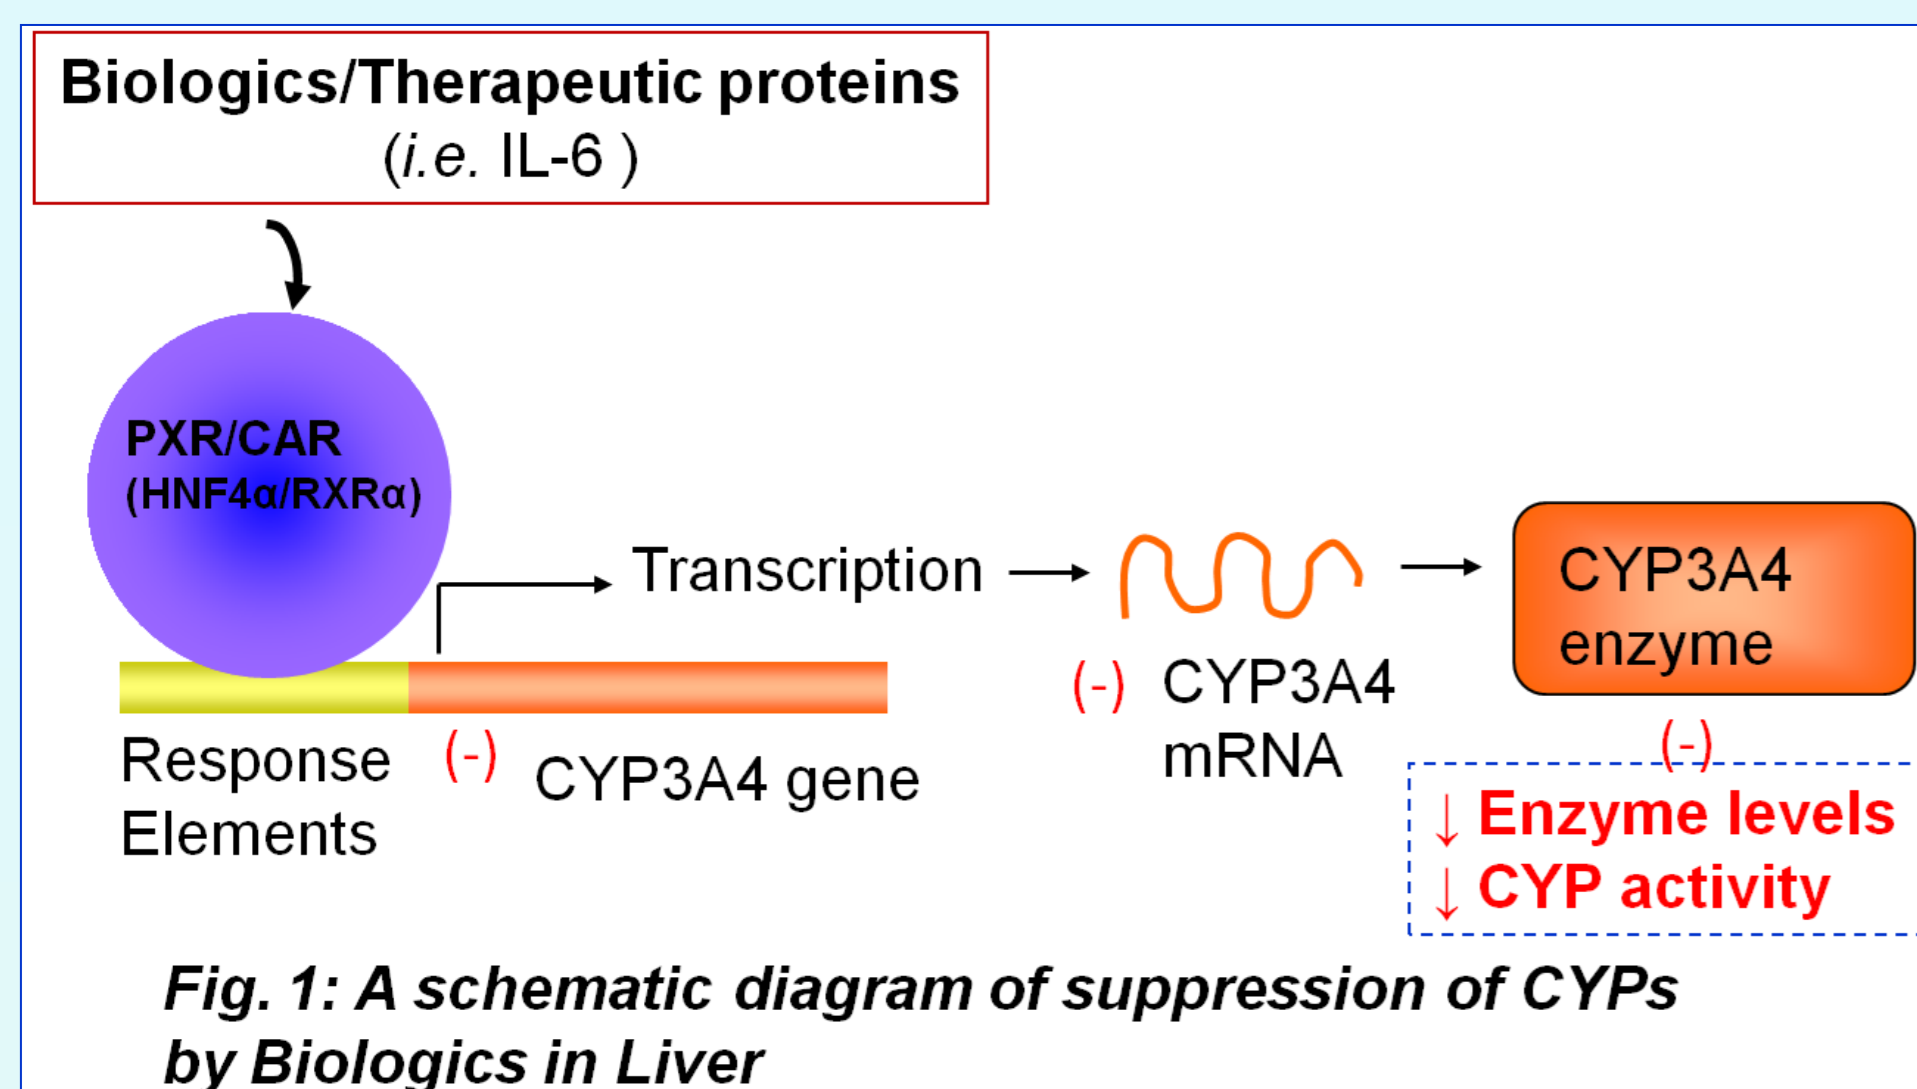 Biologics/Therapeutic proteins
(i.e. IL-6 )
PXR/CAR
(HNF4α/RXRα)
Transcription
CYP3A4
enzyme
Response
Elements
(-)
CYP3A4 gene
(-)
CYP3A4
mRNA
(-)
↓ Enzyme levels
↓ CYP activity
Fig. 1: A schematic diagram of suppression of CYPs
by Biologics in Liver